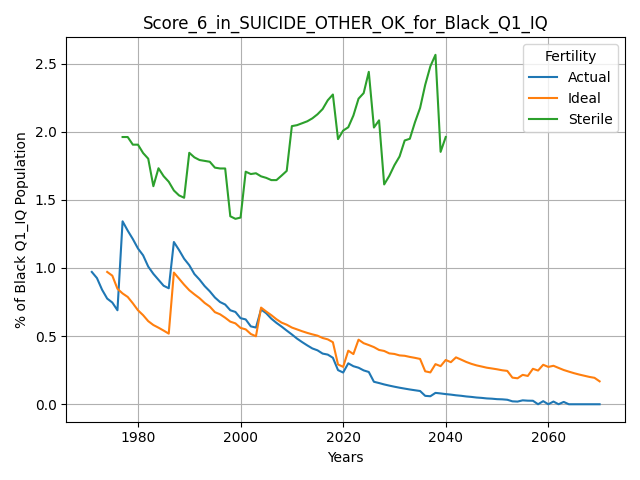 Score_6_in_SUICIDE_OTHER_OK_for_Black_Q1_IQ
% of Black Q1_IQ Population
2.5
2.0
1.5
1.0
0.5
0.0
Fertility
Actual
Ideal
Sterile
1980
2000
2020
2040
2060
Years